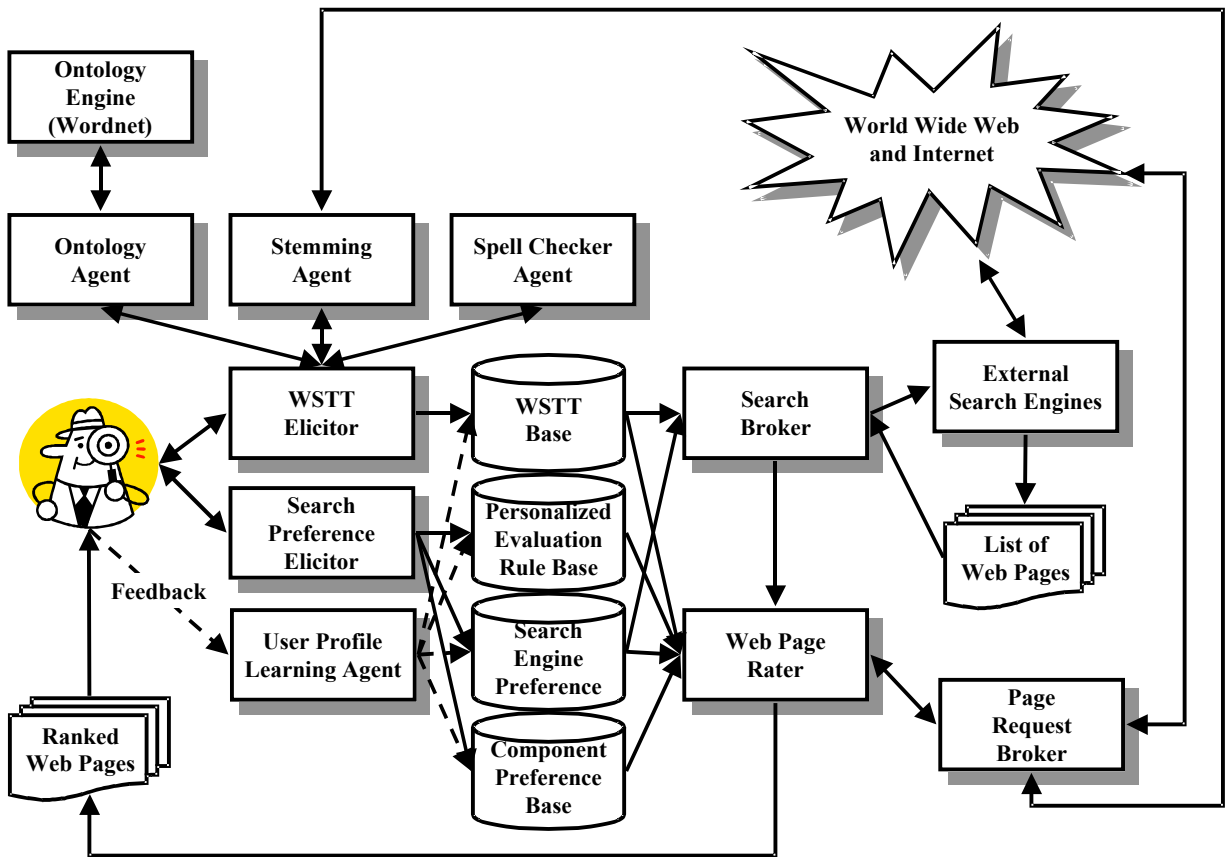 Ontology
Engine
(Wordnet)
World Wide Web
and Internet
Ontology
Agent
Stemming
Agent
Spell Checker
Agent
WSTT
Elicitor
WSTT
Base
Search
Broker
External
Search Engines
Search
Preference
Elicitor
Personalized
Evaluation
Rule Base
List of
Web Pages
Feedback
User Profile
Learning Agent
Search
Engine
Preference
Web Page
Rater
Ranked
Web Pages
Component
Preference
Base
Page
Request
Broker